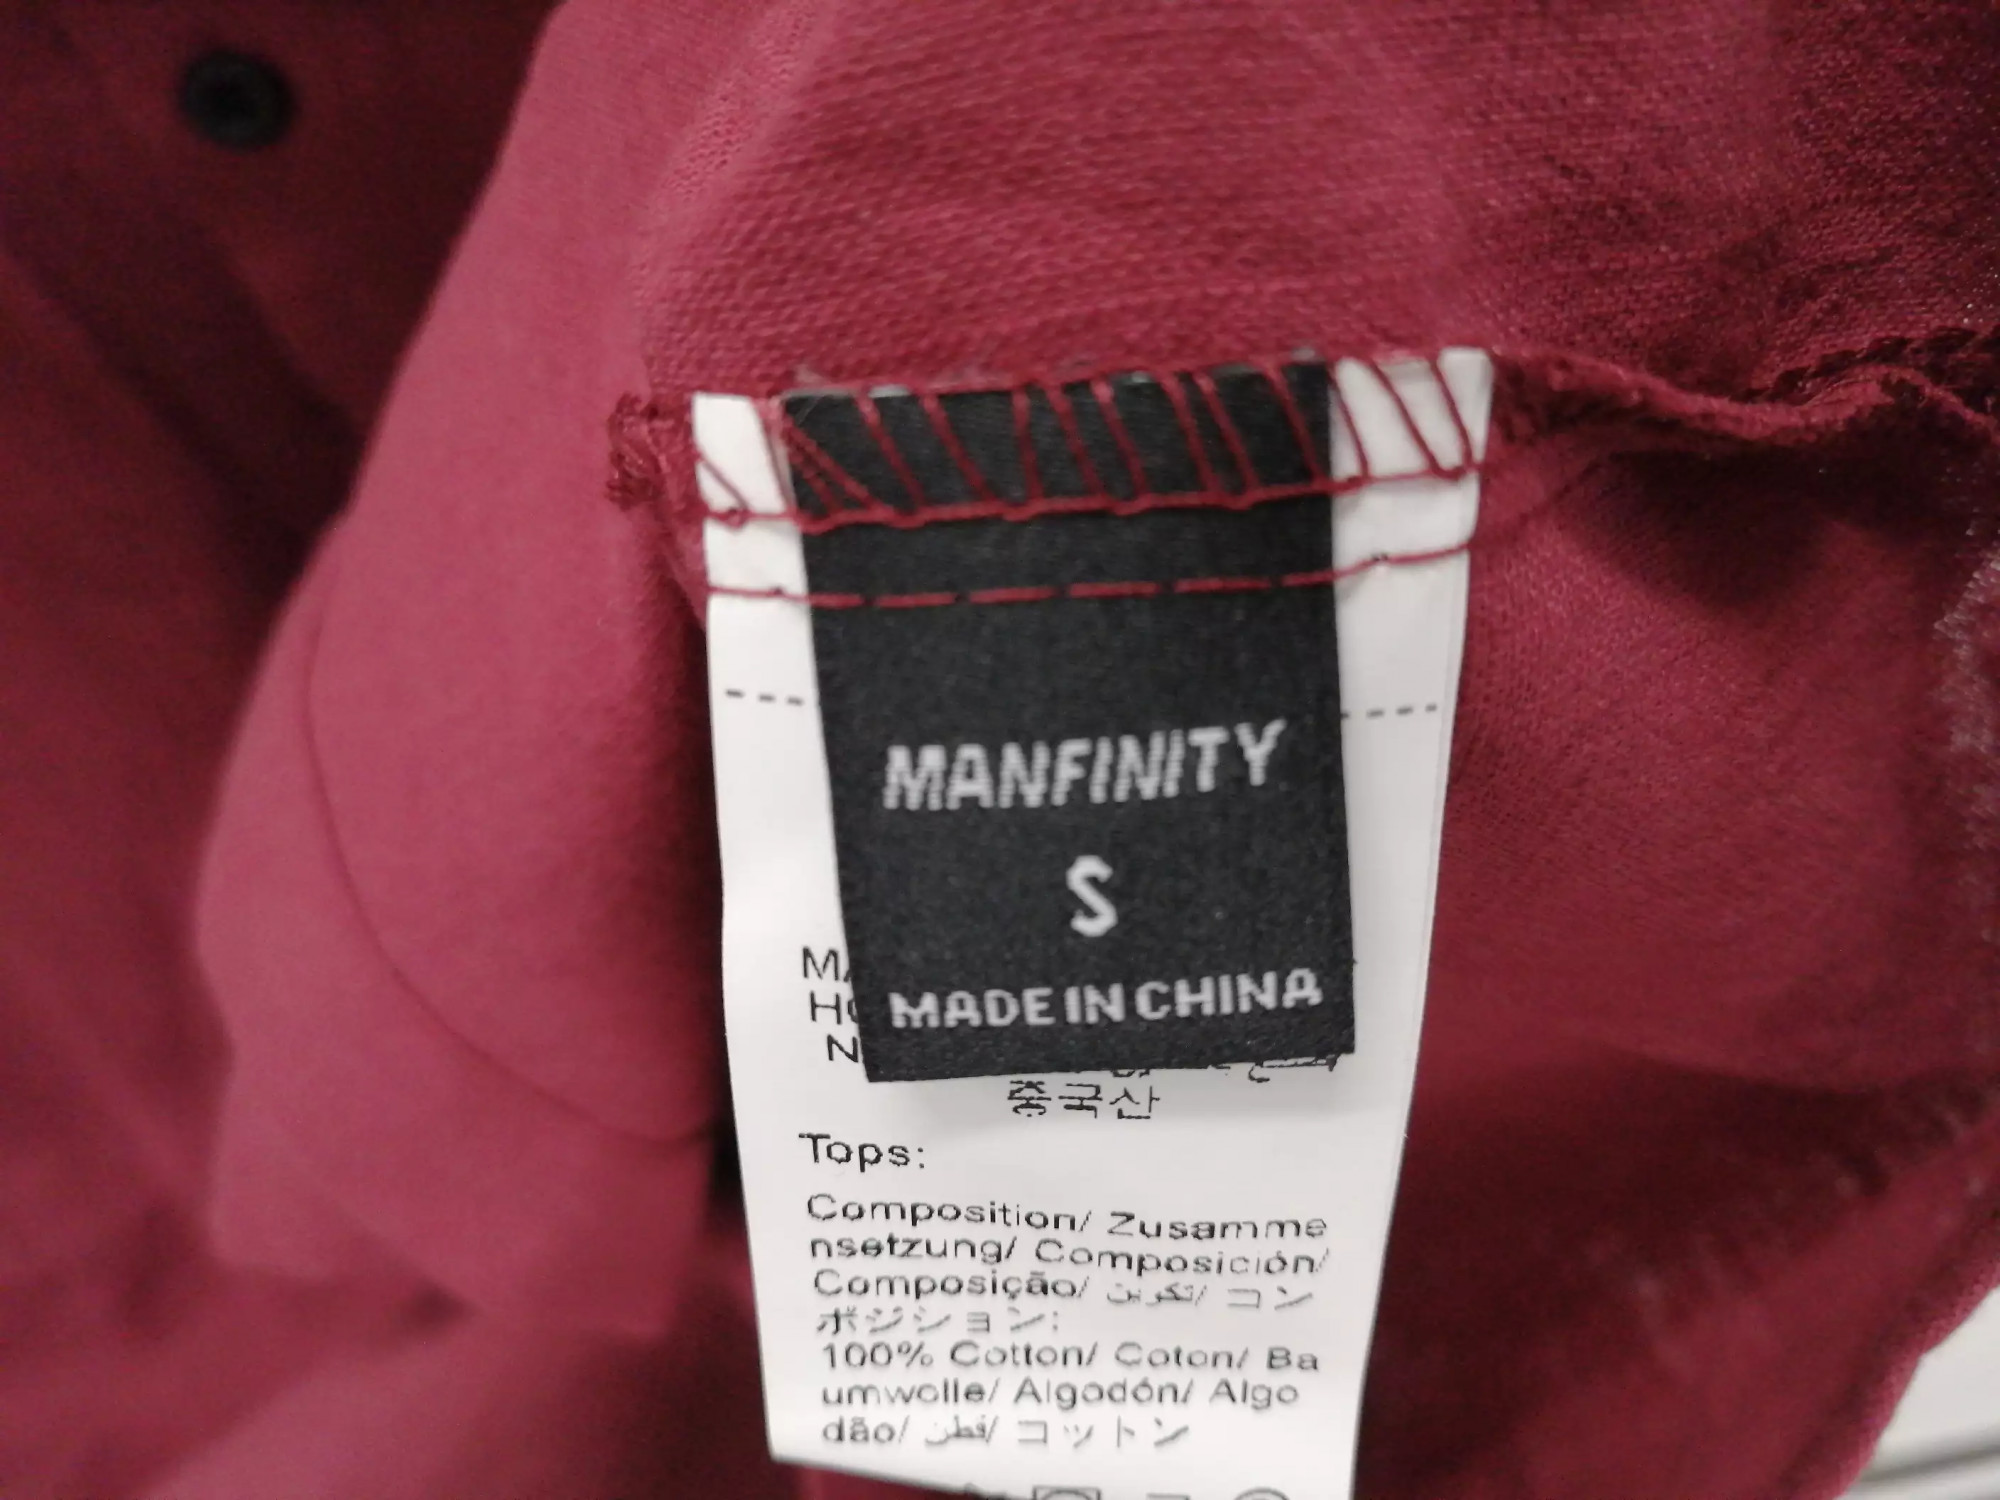 MANFINITY
S
MADE IN CHINA
중국산
Tops:
Composition/ Zusamme
nsetzung/ Composición/
Composição/ تكوين/ コン
ポジション:
100% Cotton/ Coton/ Ba
umwolle/ Algodón/ Algo
dão/ قطن/ コットン